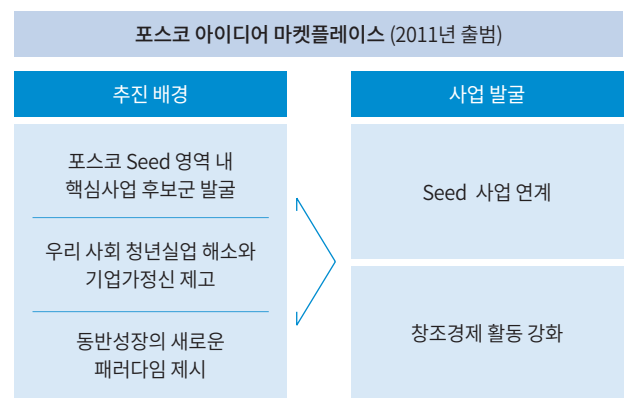 포스코 아이디어 마켓플레이스 (2011년 출범)
추진 배경
포스코 Seed 영역 내
핵심사업 후보군 발굴
우리 사회 청년실업 해소와
기업가정신 제고
동반성장의 새로운
패러다임 제시
사업 발굴
Seed 사업 연계
창조경제 활동 강화